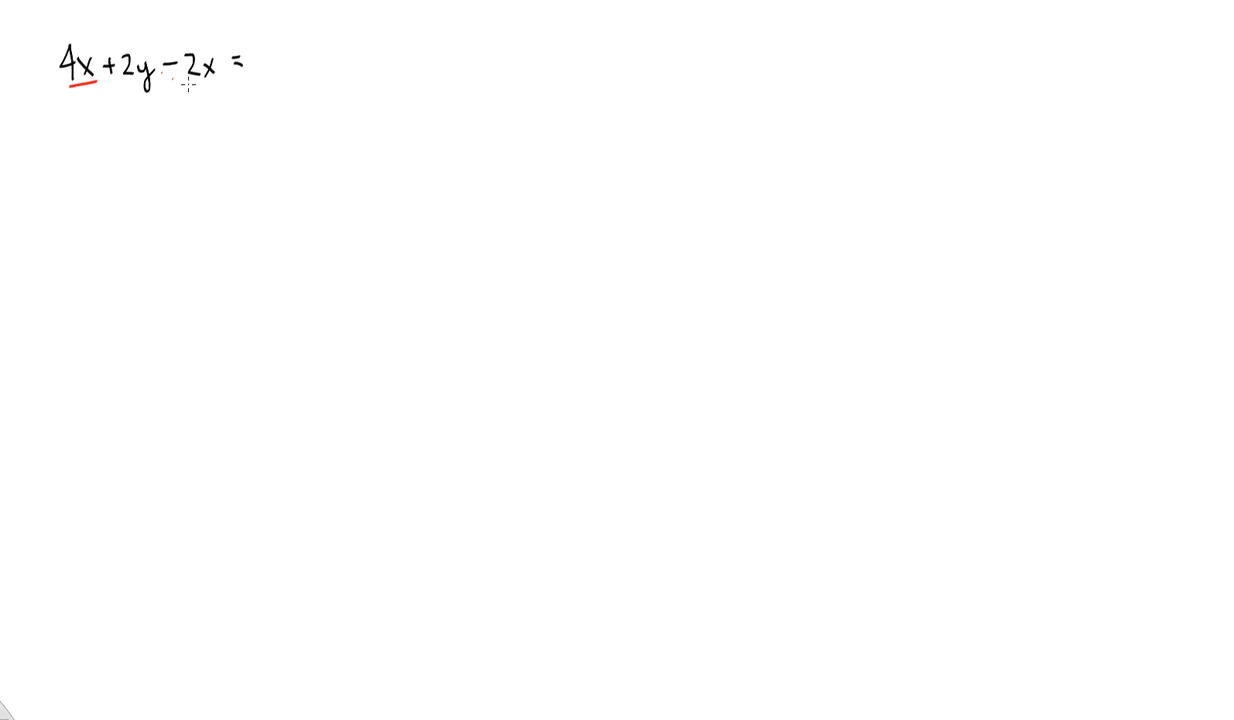 4x + 2y - 2x =